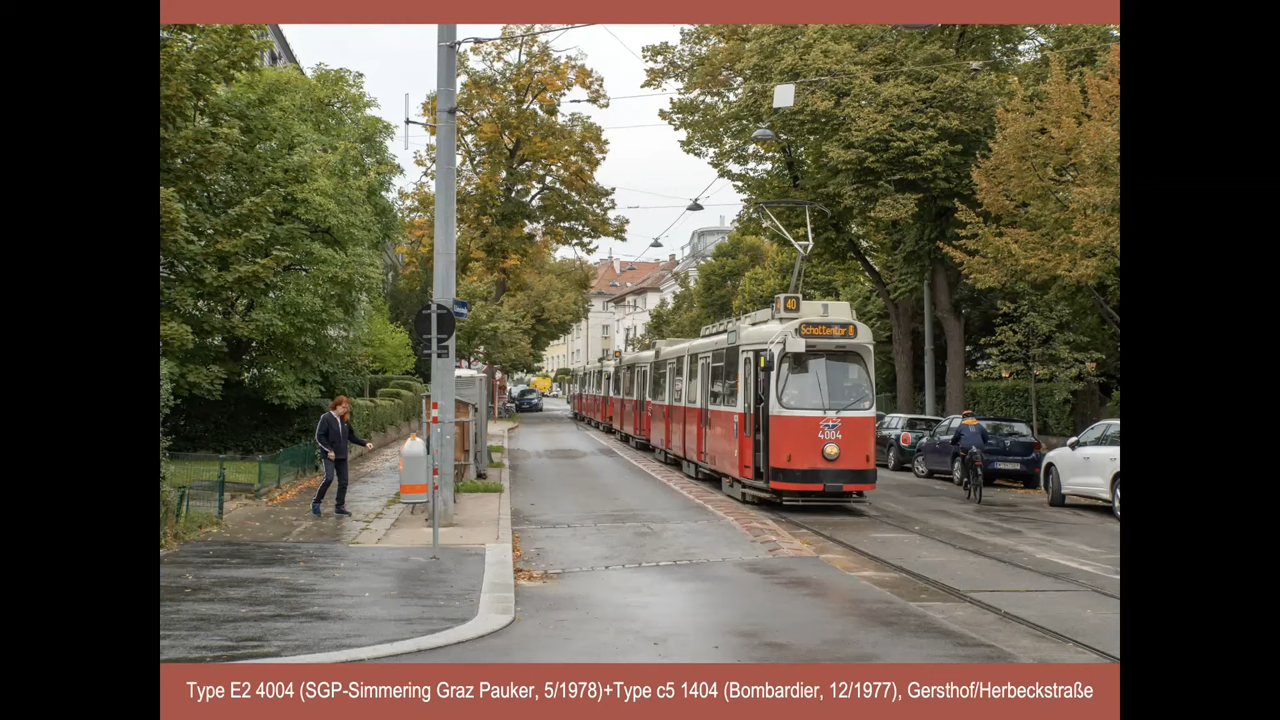 40
Schottentor
4004
Type E2 4004 (SGP-Simmering Graz Pauker, 5/1978)+Type c5 1404 (Bombardier, 12/1977), Gersthof/Herbeckstraße